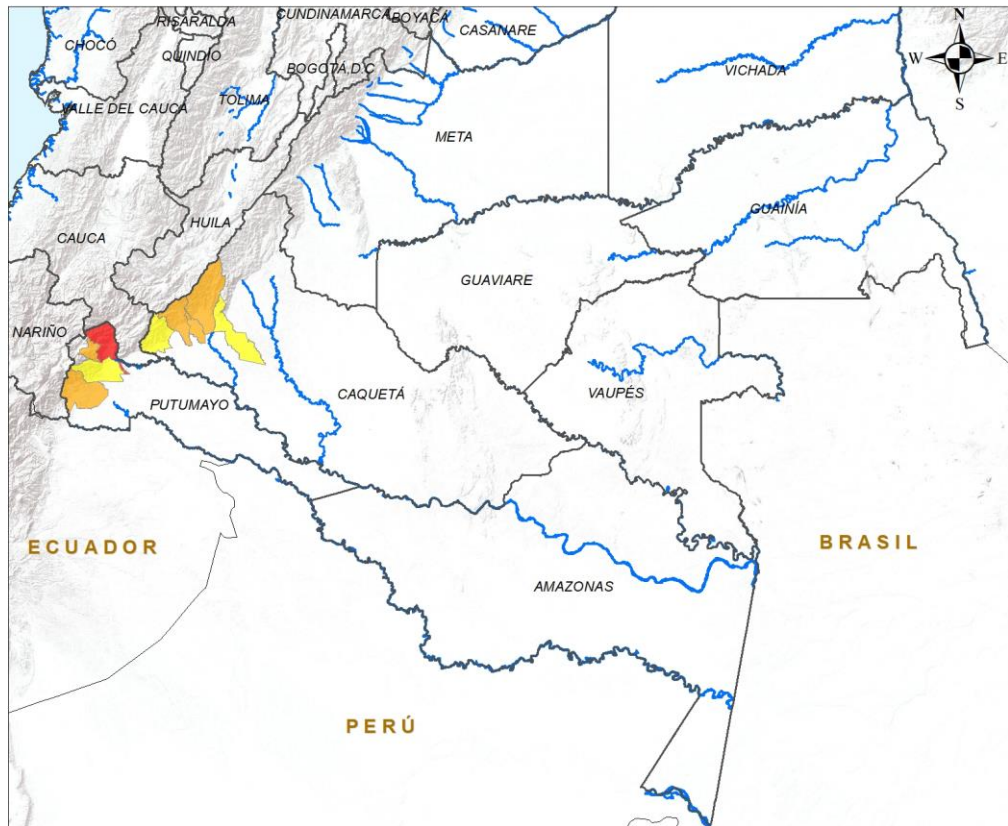 CUNDINAMARCA
BOYACÁ
RISARALDA
CASANARE
N
CHOCÓ
QUINDÍO
W
E
BOGOTÁ D.C
VICHADA
S
VALLE DEL CAUCA
TOLIMA
META
HUILA
GUAINÍA
CAUCA
GUAVIARE
NARIÑO
CAQUETÁ
VAUPÉS
PUTUMAYO
ECUADOR
BRASIL
AMAZONAS
PERÚ